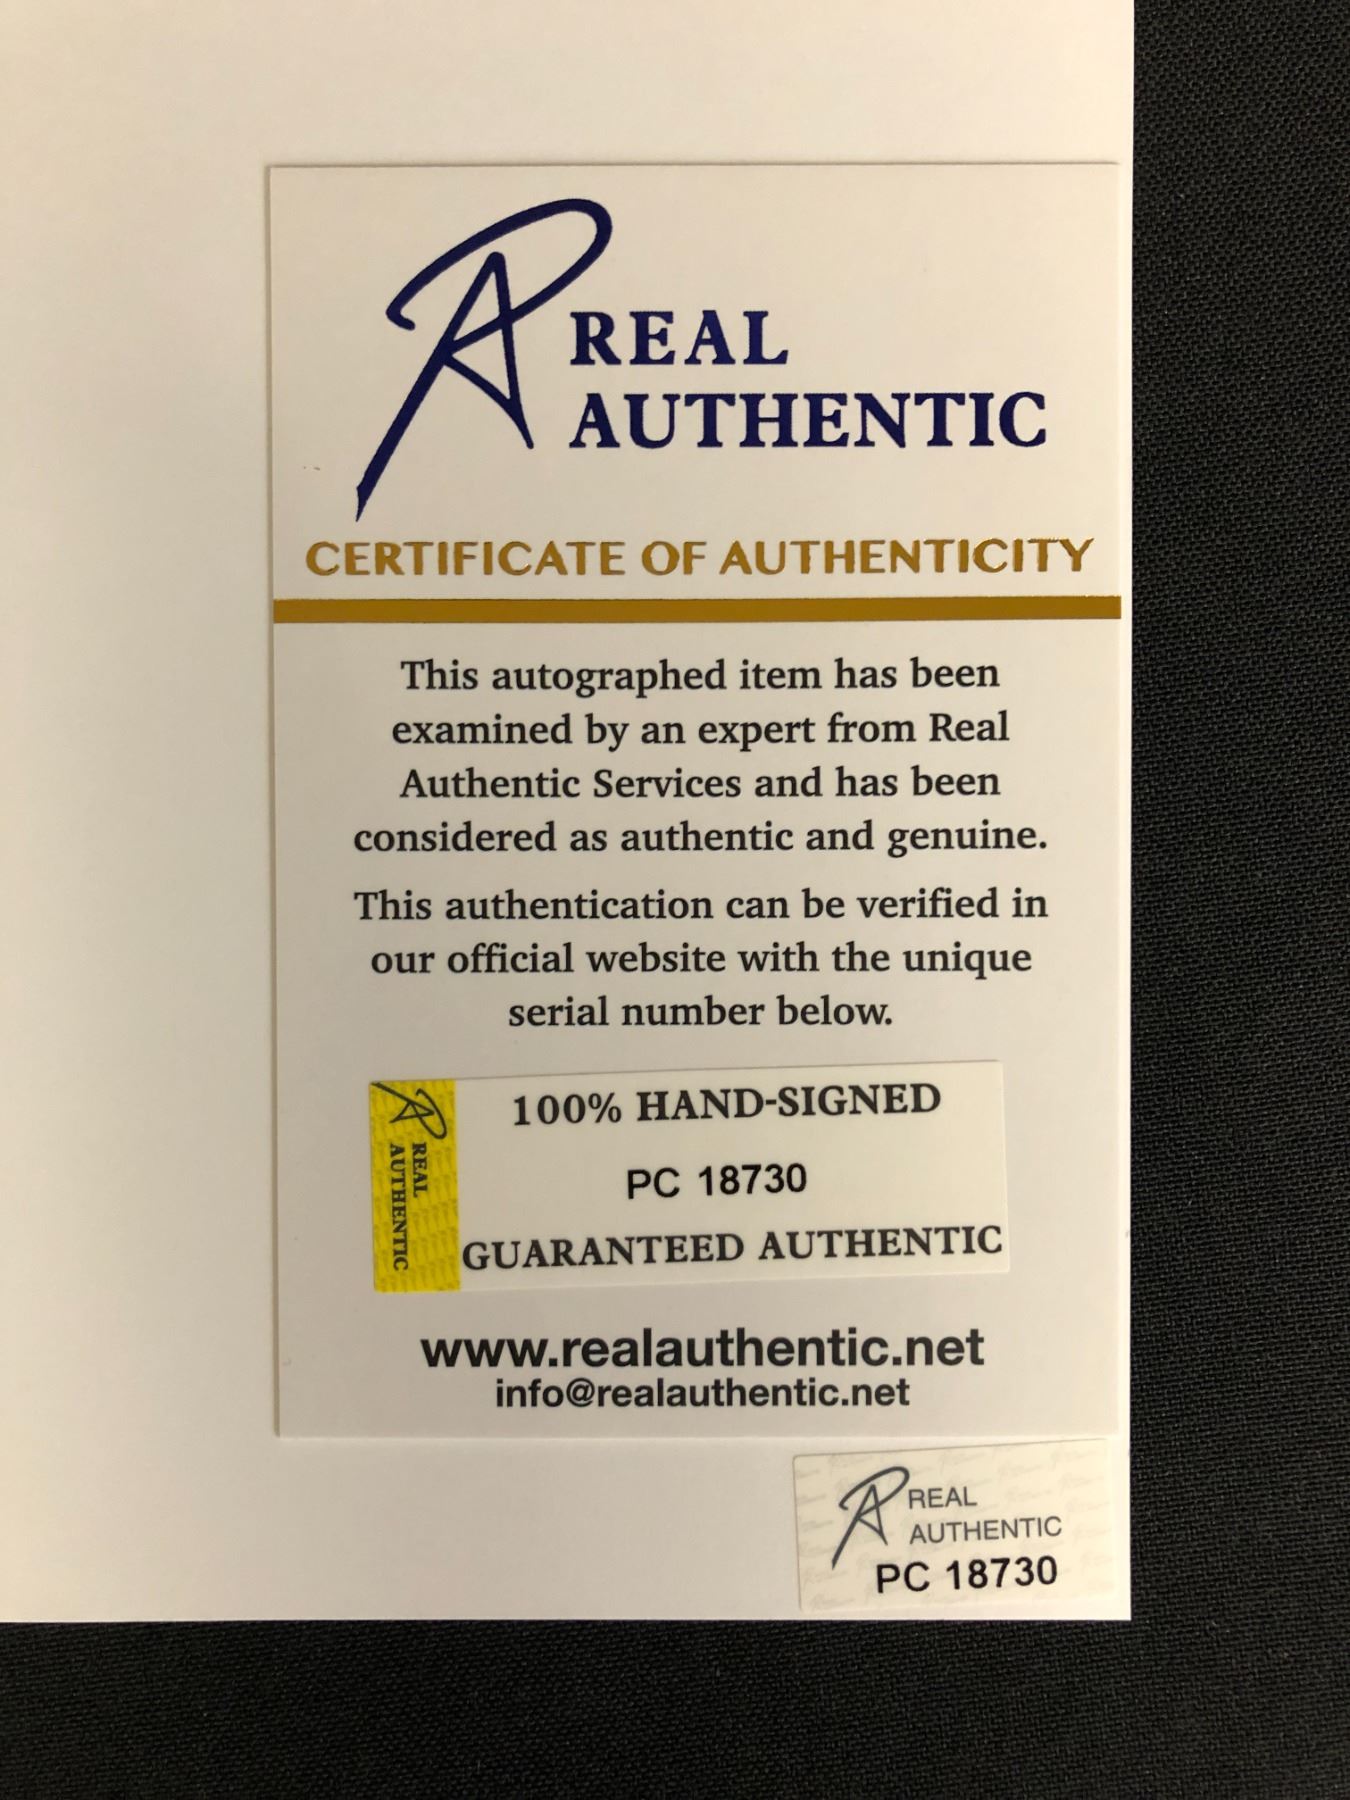 REAL
AUTHENTIC
CERTIFICATE OF AUTHENTICITY
This autographed item has been
examined by an expert from Real
Authentic Services and has been
considered as authentic and genuine.
This authentication can be verified in
our official website with the unique
serial number below.
REAL
AUTHENTIC
100% HAND-SIGNED
PC 18730
GUARANTEED AUTHENTIC
www.realauthentic.net
info@realauthentic.net
REAL
AUTHENTIC
PC 18730